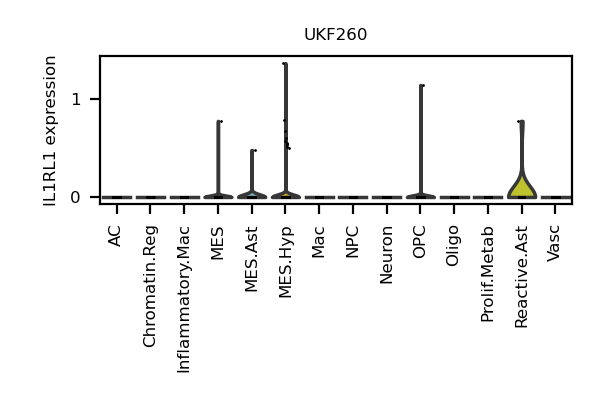 UKF260
IL1RL1 expression
1
0
AC
Chromatin.Reg
Inflammatory.Mac
MES
MES.Ast
MES.Hyp
Mac
NPC
Neuron
OPC
Oligo
Prolif.Metab
Reactive.Ast
Vasc